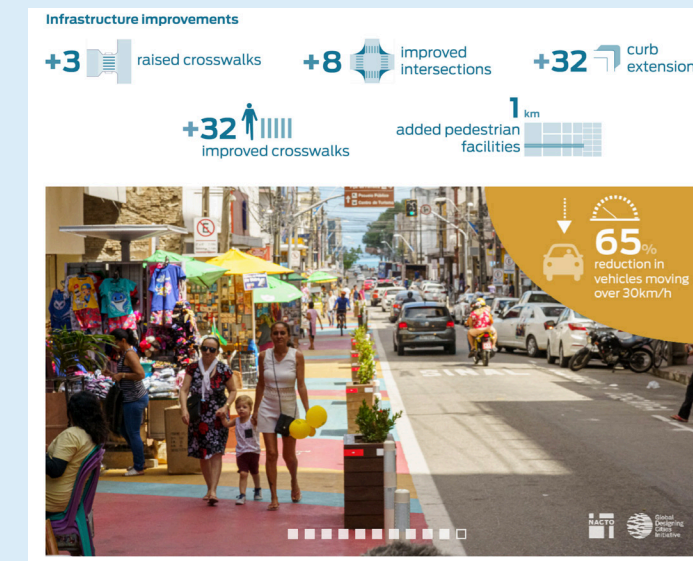 Infrastructure improvements
+3 raised crosswalks
+8 improved
intersections
+32 curb
extension
+32
improved crosswalks
1 km
added pedestrian
facilities
65%
reduction in
vehicles moving
over 30km/h
E
NACTO
Global
Designing
Cities
Initiative